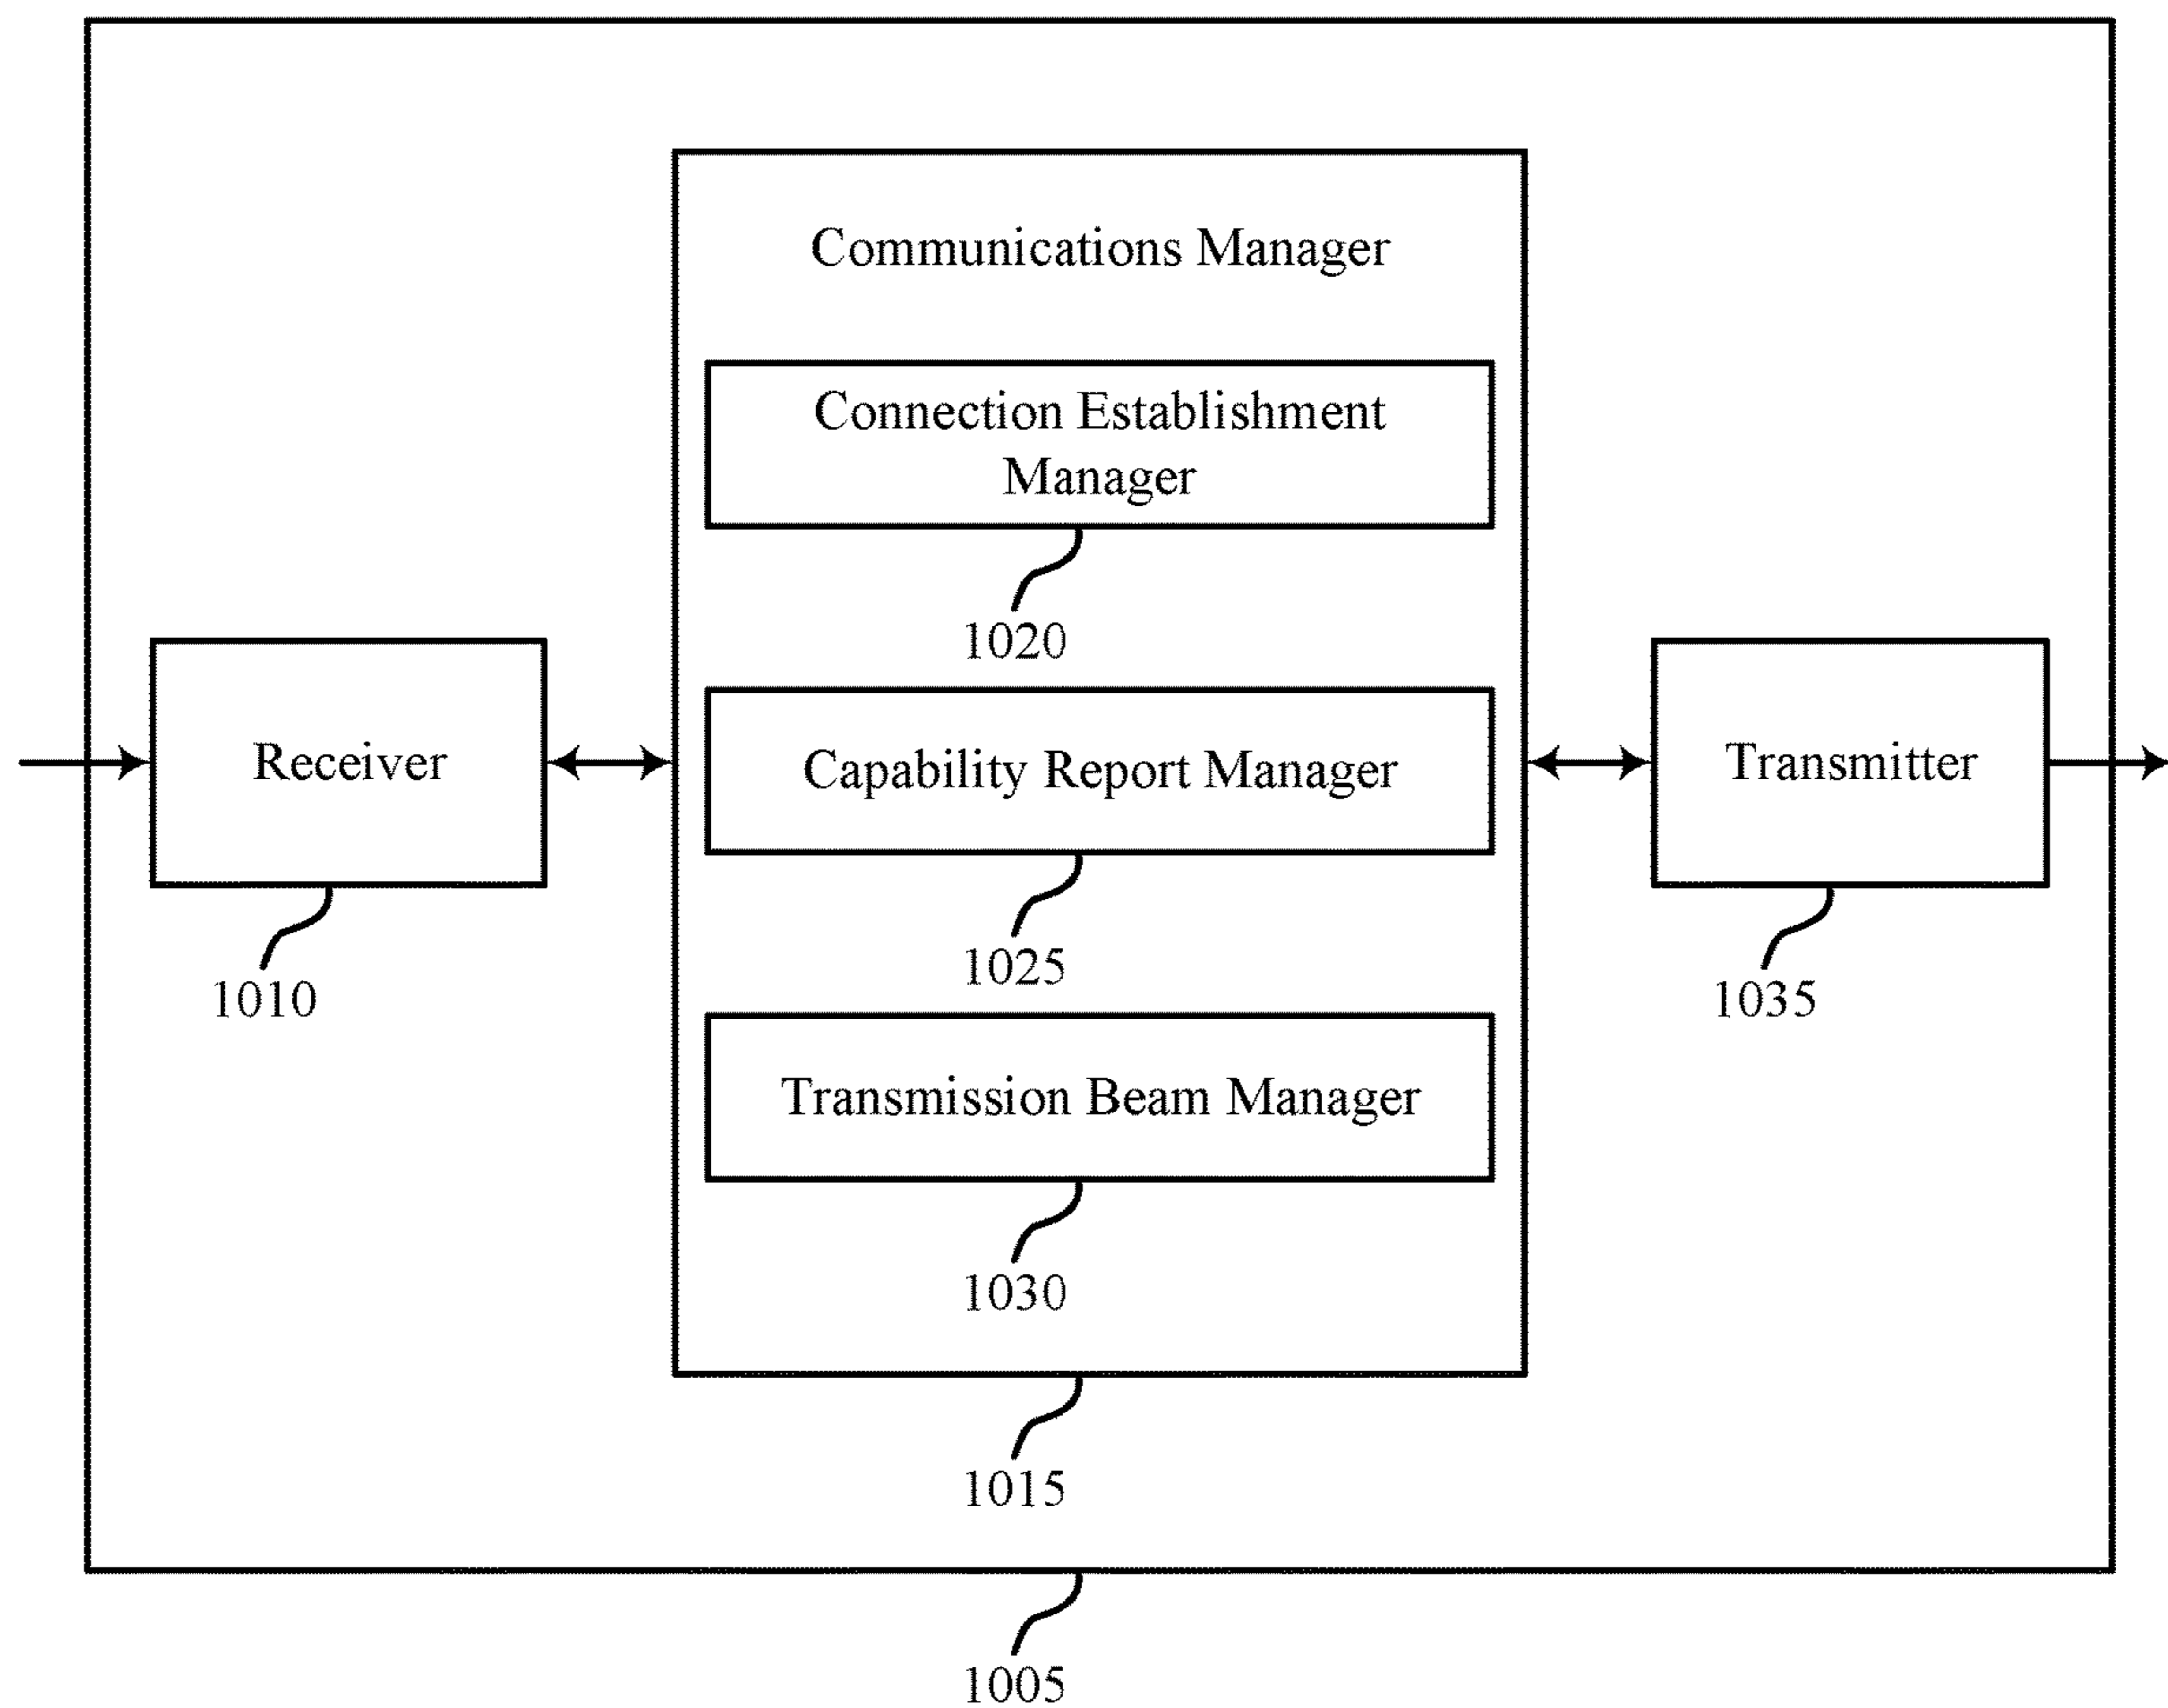 Communications Manager
Connection Establishment
Manager
1020
Receiver
1010
Capability Report Manager
1025
Transmitter
1035
Transmission Beam Manager
1030
1015
1005